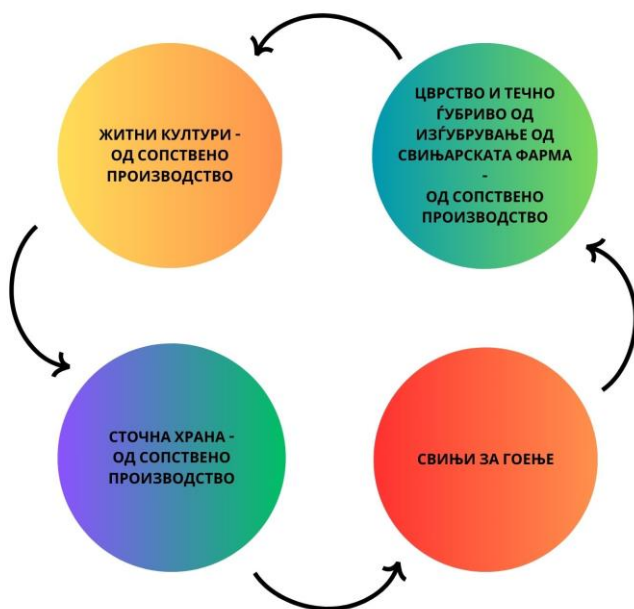 ЖИТНИ КУЛТУРИ -
ОД СОПСТВЕНО
ПРОИЗВОДСТВО
ЦВРСТВО И ТЕЧНО
ЃУБРИВО ОД
ИЗЃУБРУВАЊЕ ОД
СВИЊАРСКАТА ФАРМА
-
ОД СОПСТВЕНО
ПРОИЗВОДСТВО
СТОЧНА ХРАНА -
ОД СОПСТВЕНО
ПРОИЗВОДСТВО
СВИЊИ ЗА ГОЕЊЕ